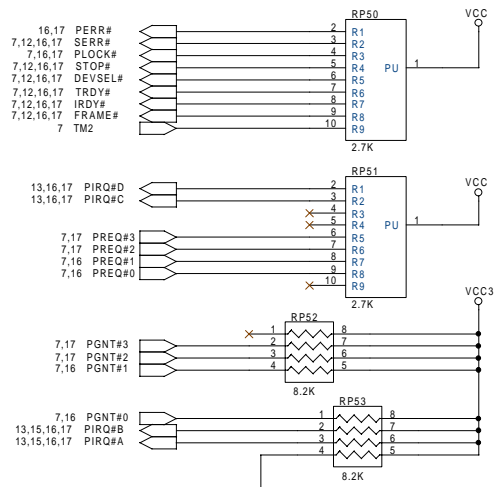 RP50
VCC
16,17 PERR# 2 R1
7,12,16,17 SERR# 3 R2
7,16,17 PLOCK# 4 R3
7,12,16,17 STOP# 5 R4 PU 1
7,12,16,17 DEVSEL# 6 R5
7,12,16,17 TRDY# 7 R6
7,12,16,17 IRDY# 8 R7
7,12,16,17 FRAME# 9 R8
7 TM2 10 R9
2.7K
RP51
VCC
13,16,17 PIRQ#D 2 R1
13,16,17 PIRQ#C 3 R2
4 R3
5 R4 PU 1
7,17 PREQ#3 6 R5
7,17 PREQ#2 7 R6
7,16 PREQ#1 8 R7
7,16 PREQ#0 9 R8
10 R9
2.7K
VCC3
RP52
1 8
7,17 PGNT#3 2 7
7,17 PGNT#2 3 6
7,16 PGNT#1 4 5
8.2K
RP53
7,16 PGNT#0 1 8
13,15,16,17 PIRQ#B 2 7
13,15,16,17 PIRQ#A 3 6
4 5
8.2K